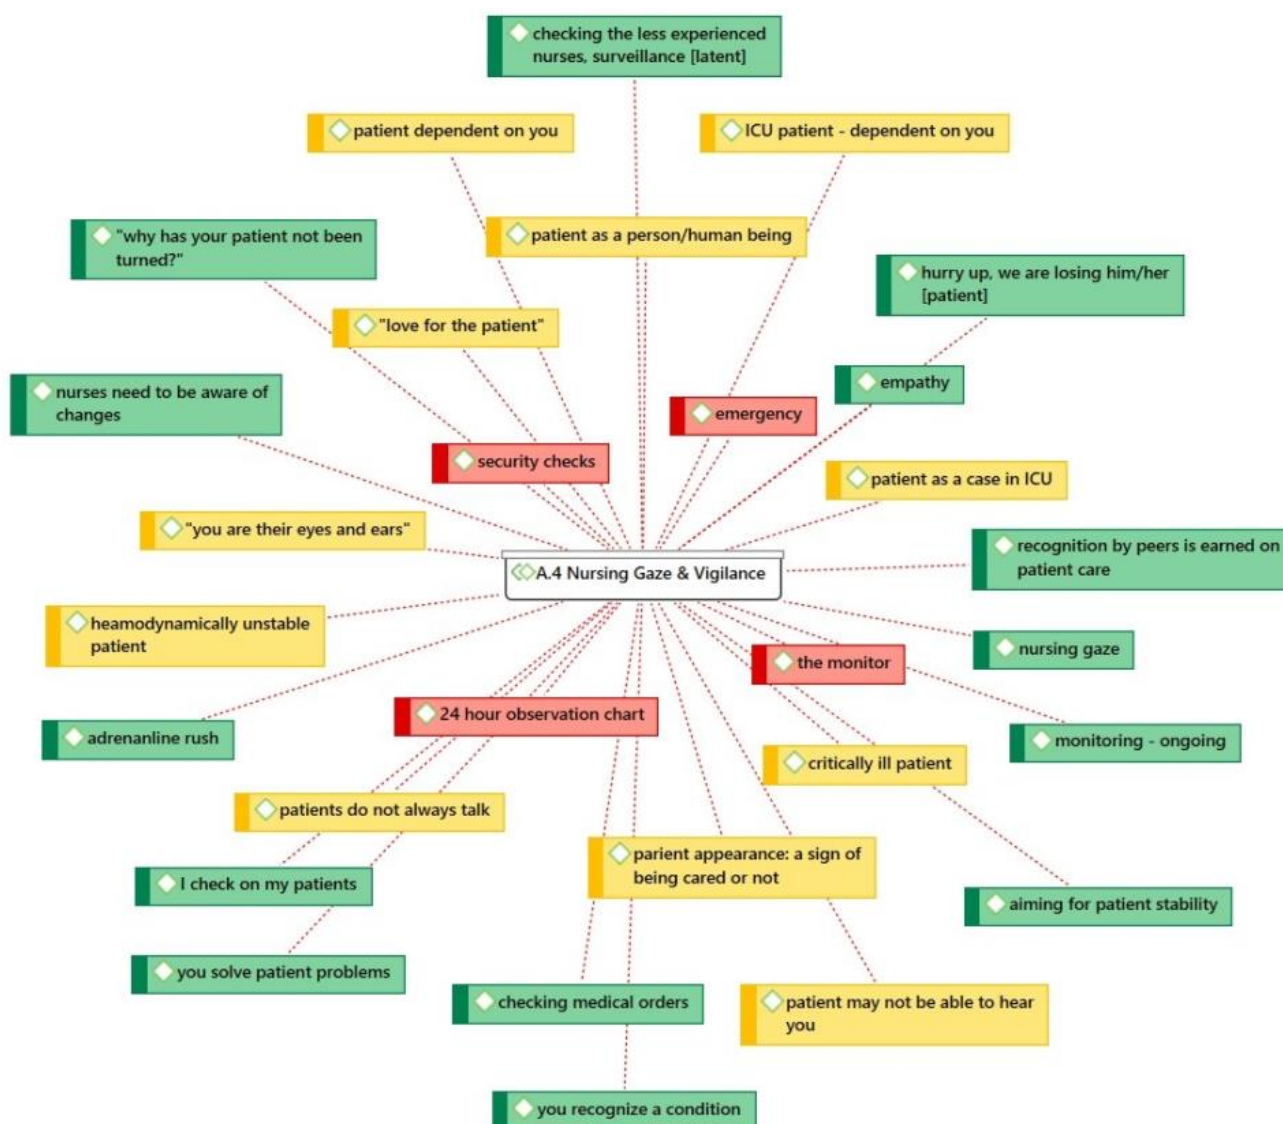 checking the less experienced
nurses, surveillance [latent]
patient dependent on you
ICU patient - dependent on you
"why has your patient not been
turned?"
patient as a person/human being
hurry up, we are losing him/her
[patient]
"love for the patient"
empathy
nurses need to be aware of
changes
emergency
security checks
patient as a case in ICU
"you are their eyes and ears"
recognition by peers is earned on
patient care
A.4 Nursing Gaze & Vigilance
heamodynamically unstable
patient
nursing gaze
the monitor
24 hour observation chart
adrenanline rush
monitoring - ongoing
critically ill patient
patients do not always talk
parient appearance: a sign of
being cared or not
I check on my patients
aiming for patient stability
you solve patient problems
checking medical orders
patient may not be able to hear
you
you recognize a condition